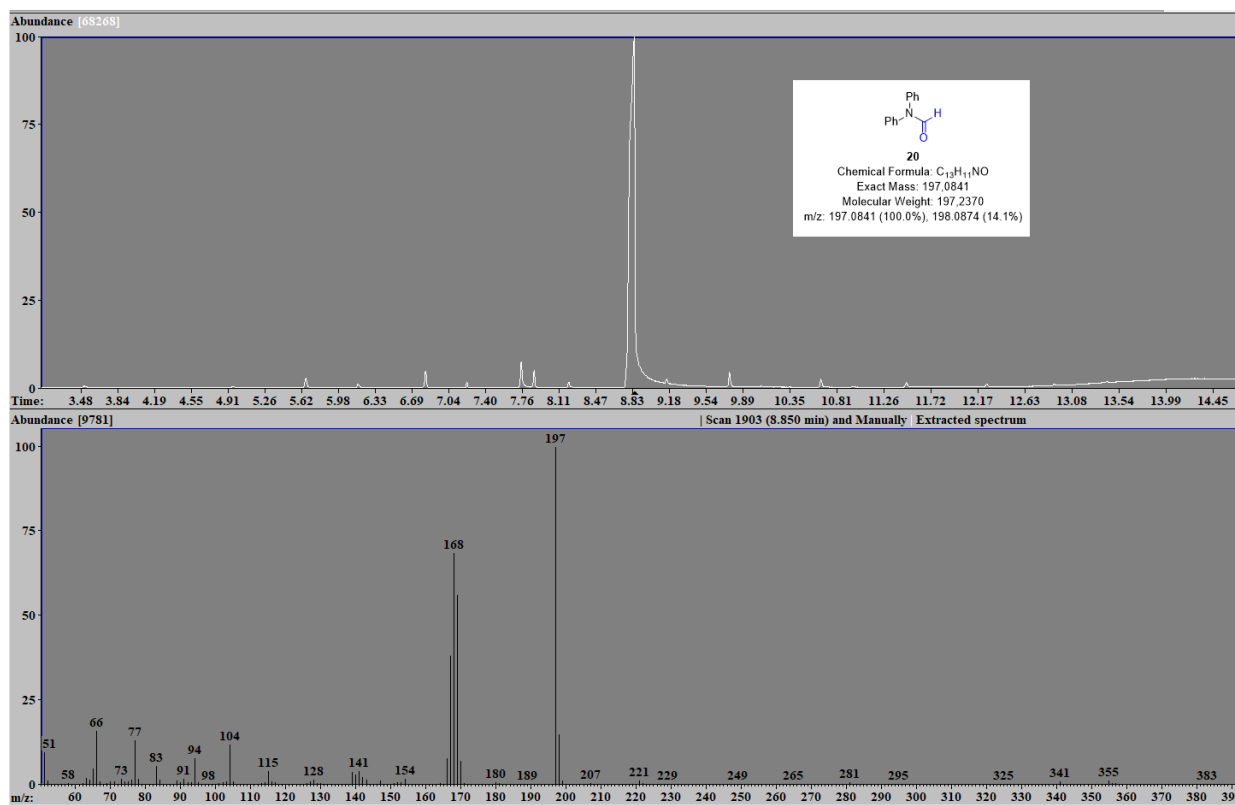 Abundance [68268]
100
75
50
25
0
Time: 3.48 3.84 4.19 4.55 4.91 5.26 5.62 5.98 6.33 6.69 7.04 7.40 7.76 8.11 8.47 8.83 9.18 9.54 9.89 10.35 10.81 11.26 11.72 12.17 12.63 13.08 13.54 13.99 14.45
Ph
Ph N H
O
20
Chemical Formula: C₁₃H₁₁NO
Exact Mass: 197,0841
Molecular Weight: 197,2370
m/z: 197.0841 (100.0%), 198.0874 (14.1%)
Abundance [9781] | Scan 1903 (8.850 min) and Manually | Extracted spectrum
100
75
50
25
0
197
168
66
77
51
104
94
83
58 73 91 98 115 128 141 154 180 189 207 221 229 249 265 281 295 325 341 355 383
m/z: 60 70 80 90 100 110 120 130 140 150 160 170 180 190 200 210 220 230 240 250 260 270 280 290 300 310 320 330 340 350 360 370 380